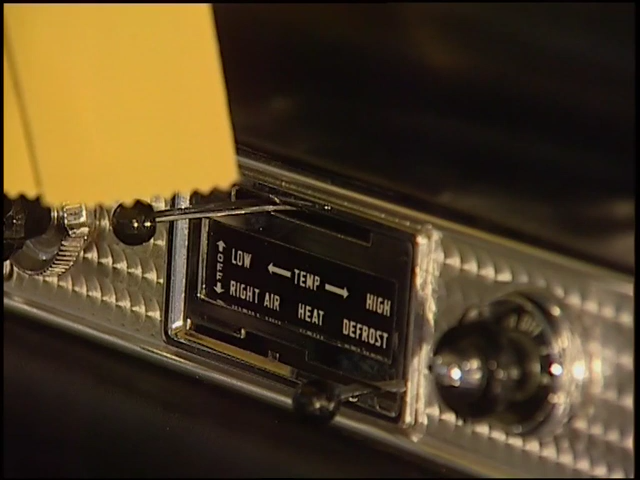 LOW ← TEMP → HIGH
↑ OFF ↓
RIGHT AIR HEAT DEFROST